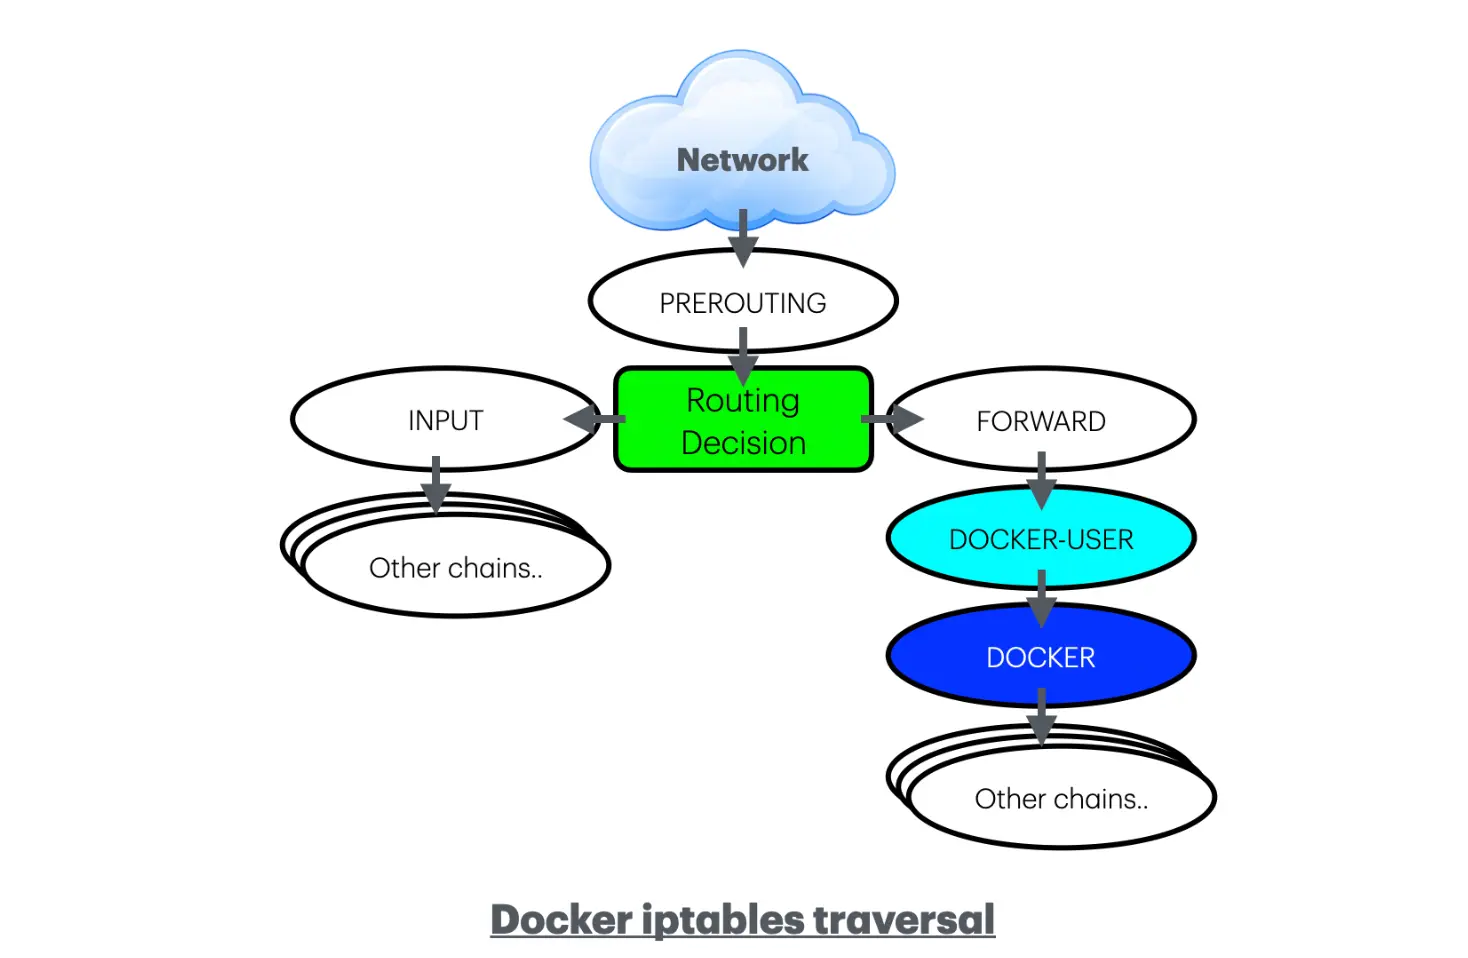 Network
PREROUTING
Routing
Decision
INPUT
FORWARD
DOCKER-USER
Other chains..
DOCKER
Other chains..
Docker iptables traversal